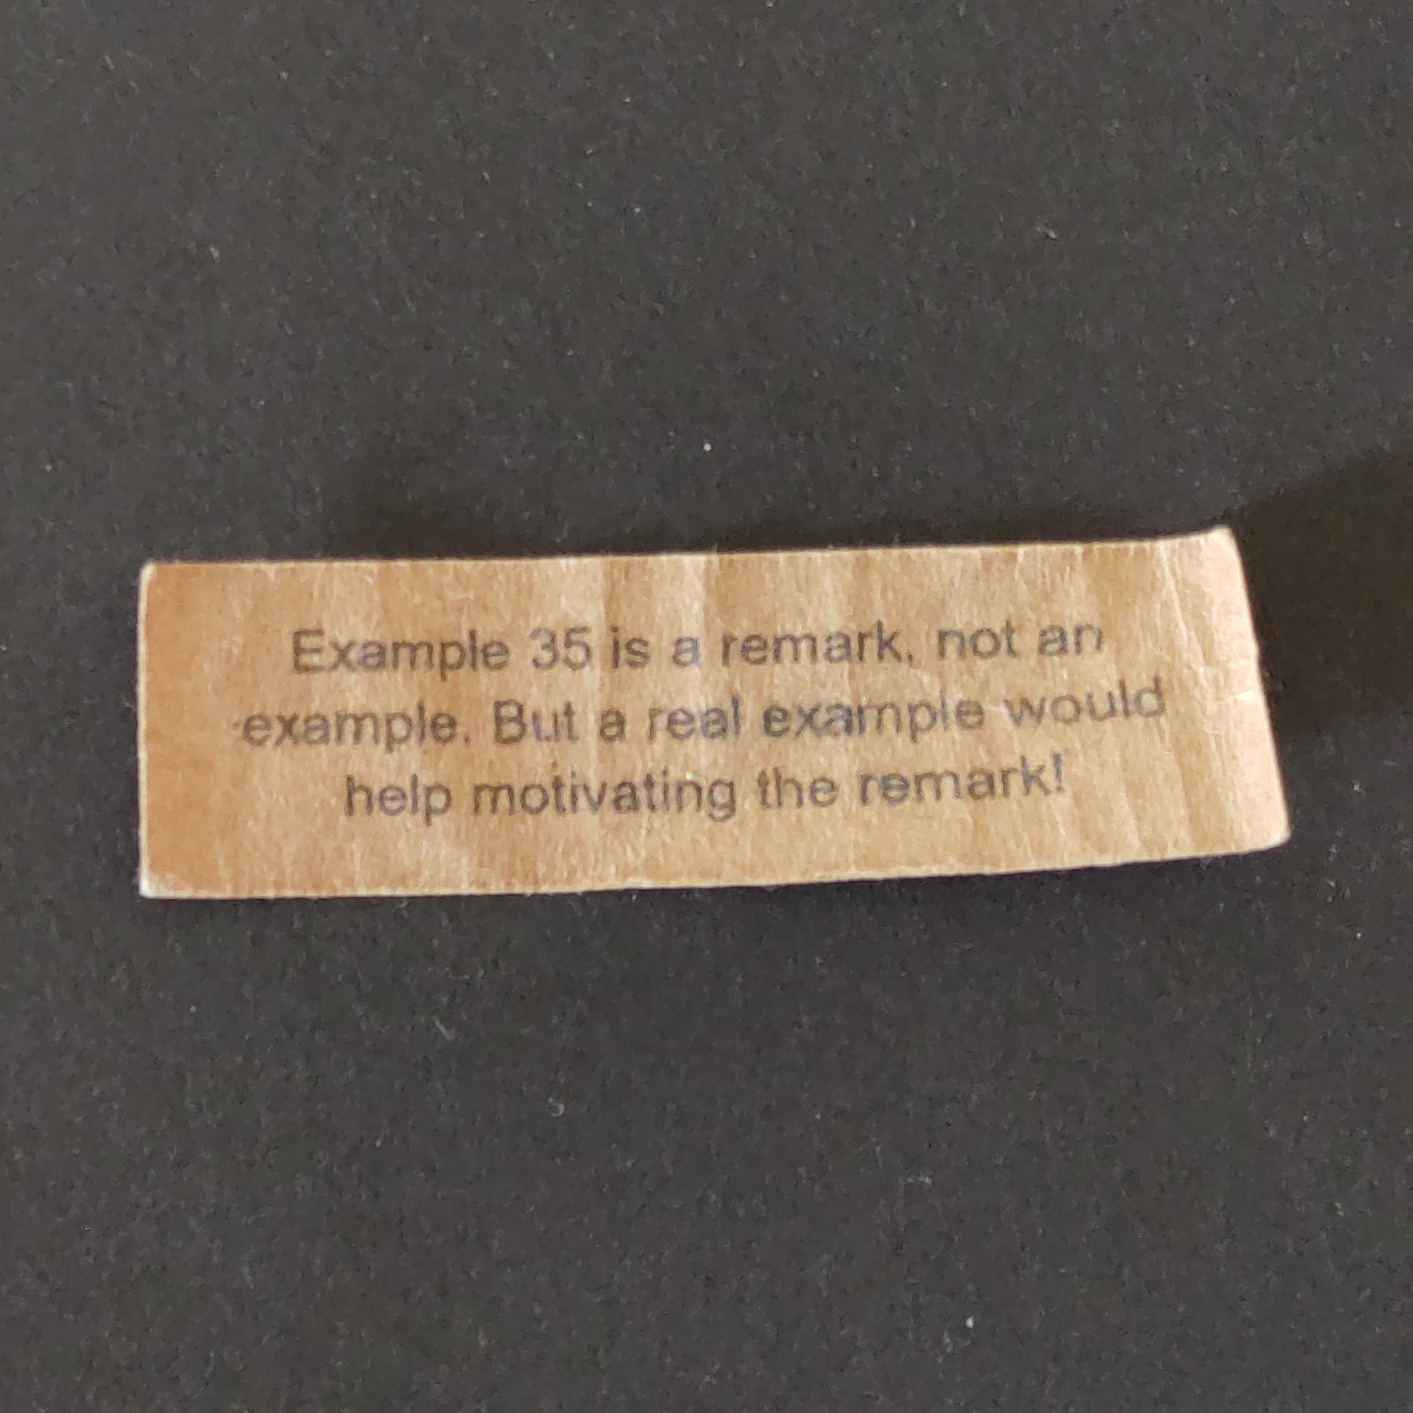 Example 35 is a remark, not an
example. But a real example would
help motivating the remark!